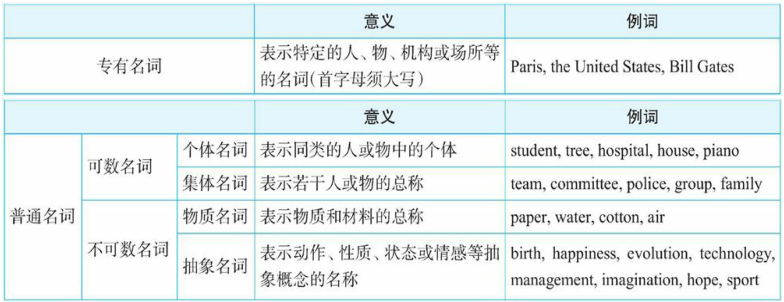 意义 例词
专有名词 表示特定的人、物、机构或场所等 Paris, the United States, Bill Gates
的名词(首字母须大写)
意义 例词
普通名词 可数名词 个体名词 表示同类的人或物中的个体 student, tree, hospital, house, piano
集体名词 表示若干人或物的总称 team, committee, police, group, family
不可数名词 物质名词 表示物质和材料的总称 paper, water, cotton, air
抽象名词 表示动作、性质、状态或情感等抽 birth, happiness, evolution, technology,
象概念的名称 management, imagination, hope, sport